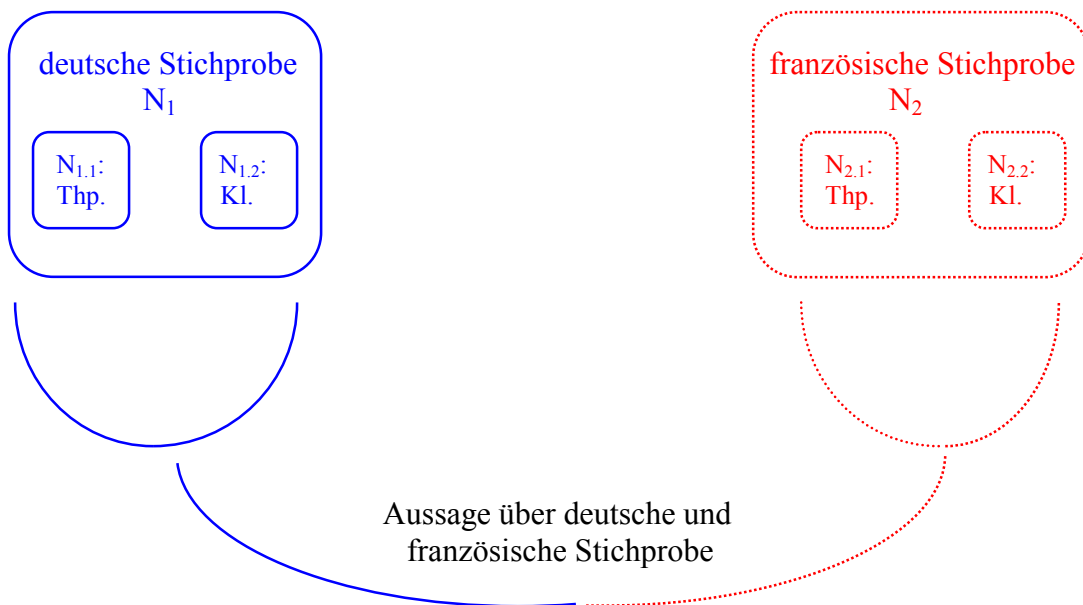 deutsche Stichprobe
N₁
N₁.₁:
Thp.
N₁.₂:
Kl.
französische Stichprobe
N₂
N₂.₁:
Thp.
N₂.₂:
Kl.
Aussage über deutsche und
französische Stichprobe